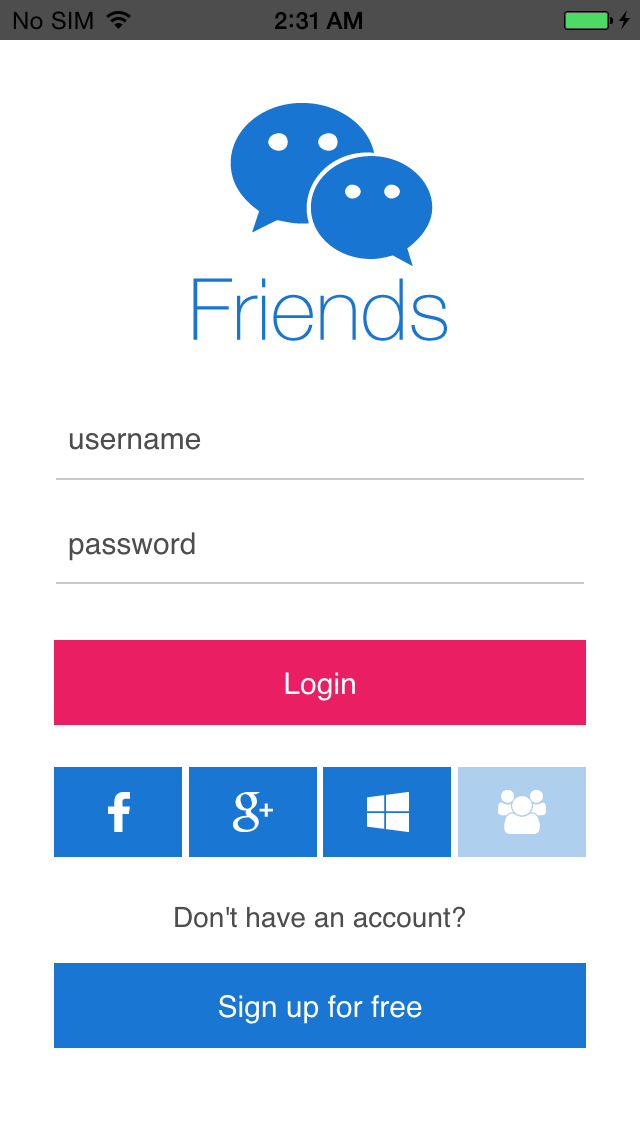 No SIM 2:31 AM
Friends
username
password
Login
f g+
Don't have an account?
Sign up for free